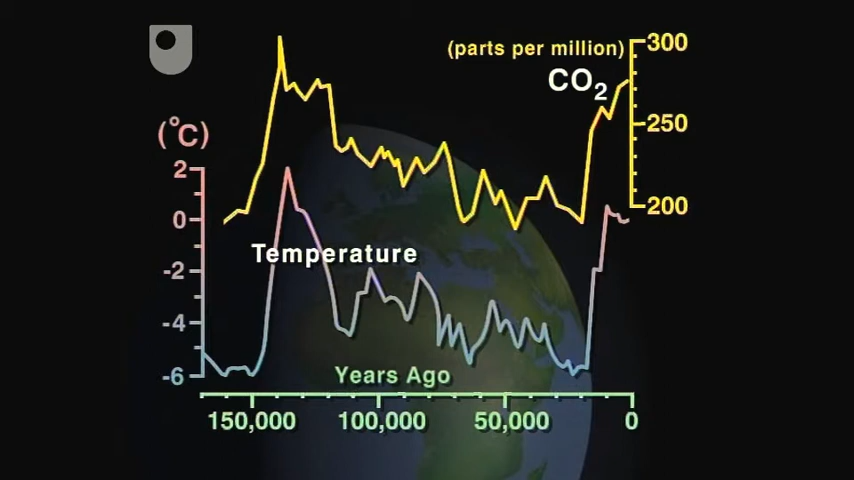 (parts per million)
CO₂
300
250
200
(°C)
2
0
-2
-4
-6
Temperature
Years Ago
150,000
100,000
50,000
0